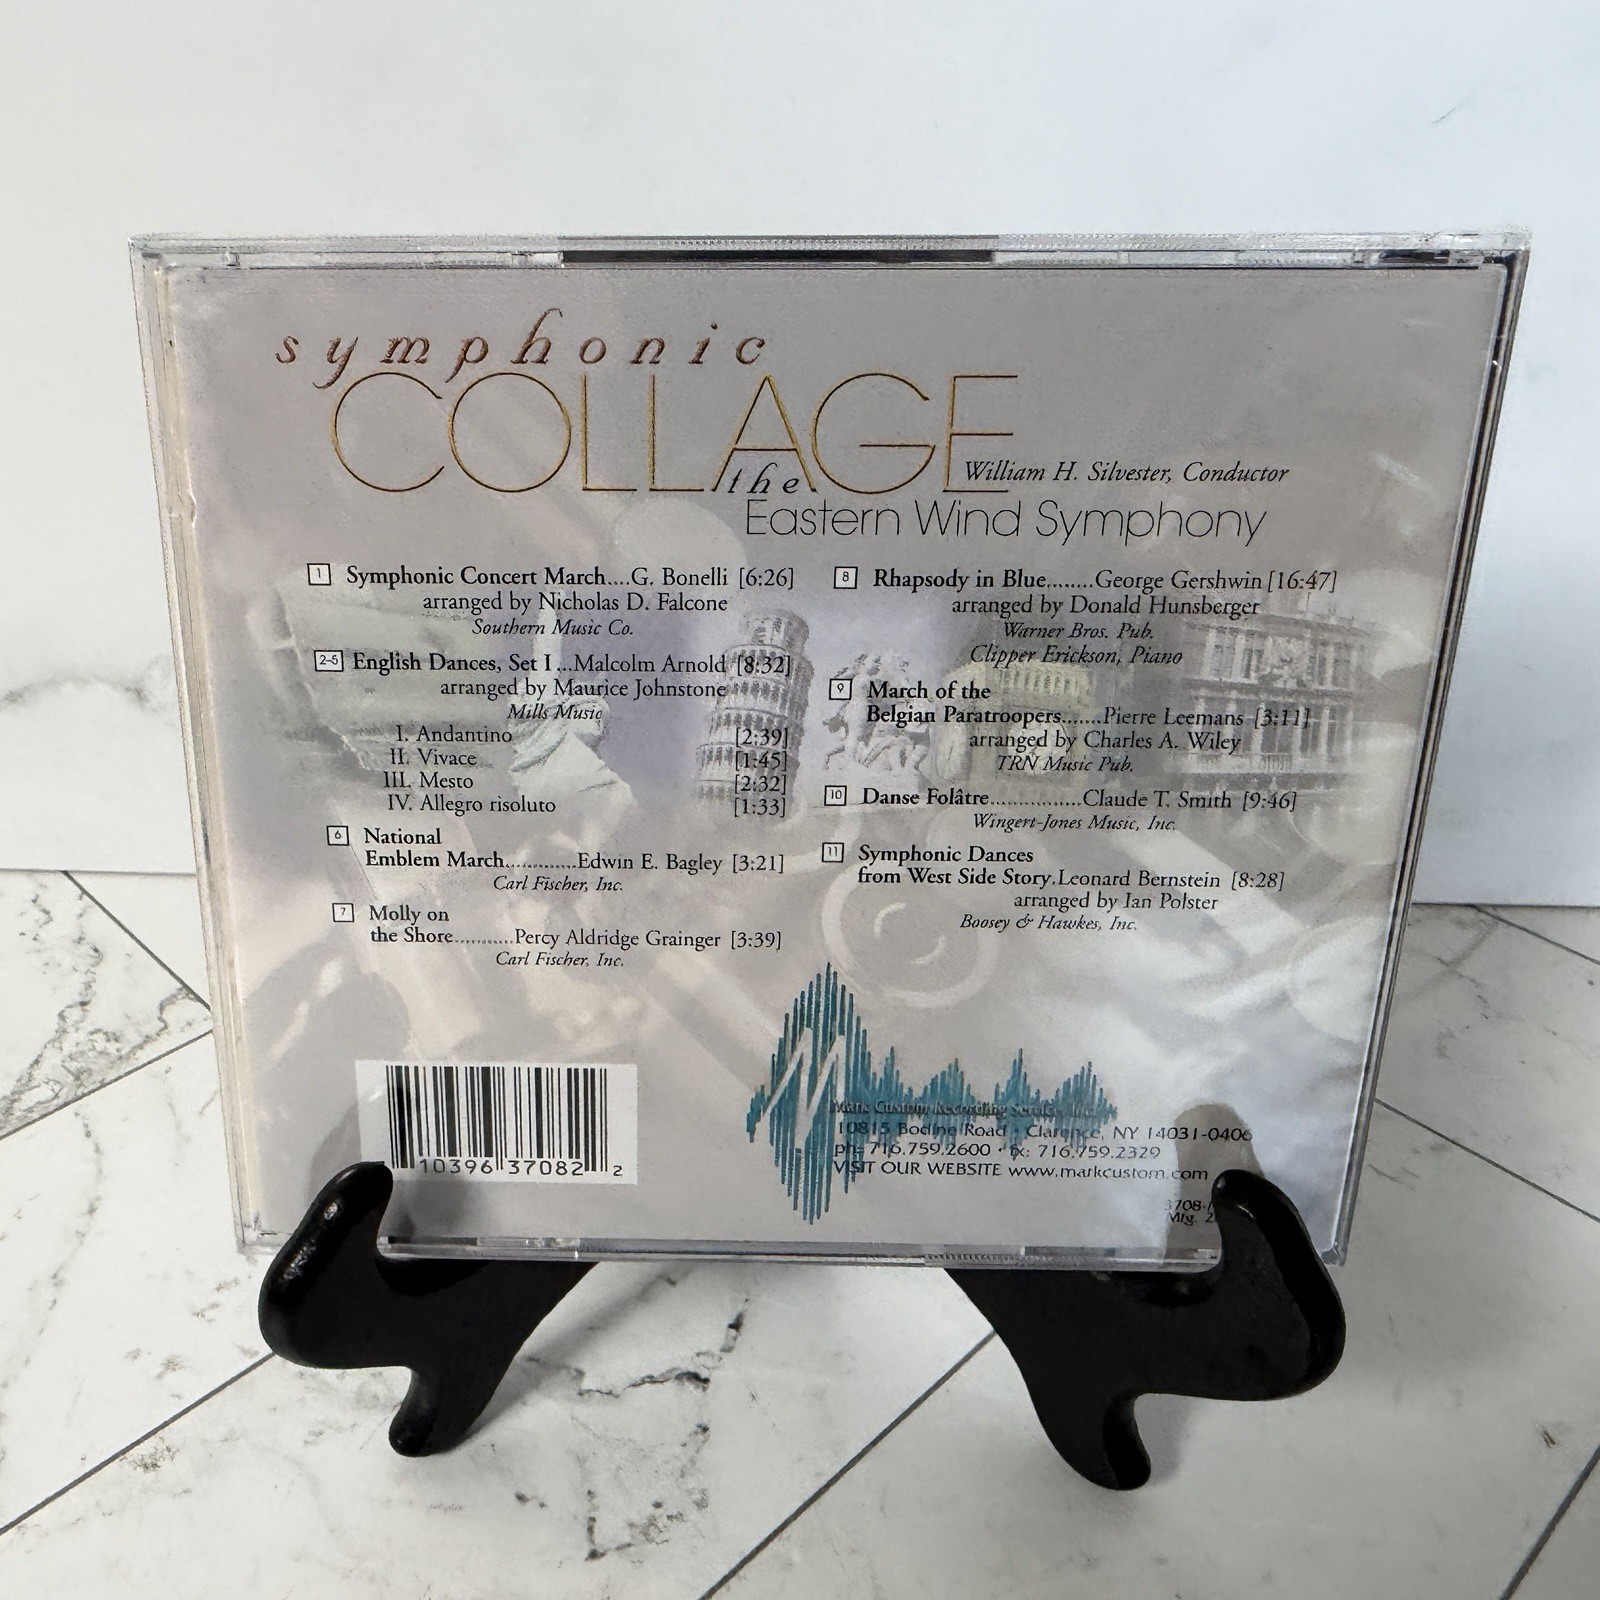 symphonic
COLLAGE
William H. Silvester, Conductor
the
Eastern Wind Symphony
1 Symphonic Concert March....G. Bonelli [6:26]
arranged by Nicholas D. Falcone
Southern Music Co.
2-5 English Dances, Set I ...Malcolm Arnold [8:32]
arranged by Maurice Johnstone
Mills Music
I. Andantino [2:39]
II. Vivace [1:45]
III. Mesto [2:32]
IV. Allegro risoluto [1:33]
6 National
Emblem March.............Edwin E. Bagley [3:21]
Carl Fischer, Inc.
7 Molly on
the Shore...........Percy Aldridge Grainger [3:39]
Carl Fischer, Inc.
8 Rhapsody in Blue........George Gershwin [16:47]
arranged by Donald Hunsberger
Warner Bros. Pub.
Clipper Erickson, Piano
9 March of the
Belgian Paratroopers.......Pierre Leemans [3:11]
arranged by Charles A. Wiley
TRN Music Pub.
10 Danse Folâtre................Claude T. Smith [9:46]
Wingert-Jones Music, Inc.
11 Symphonic Dances
from West Side Story.Leonard Bernstein [8:28]
arranged by Ian Polster
Boosey & Hawkes, Inc.
10396 37082 2
M
Mark Custom Recording Service, Inc.
10815 Bodine Road • Clarence, NY 14031-0406
ph: 716.759.2600 • fx: 716.759.2329
VISIT OUR WEBSITE www.markcustom.com
3708-
Mfg.